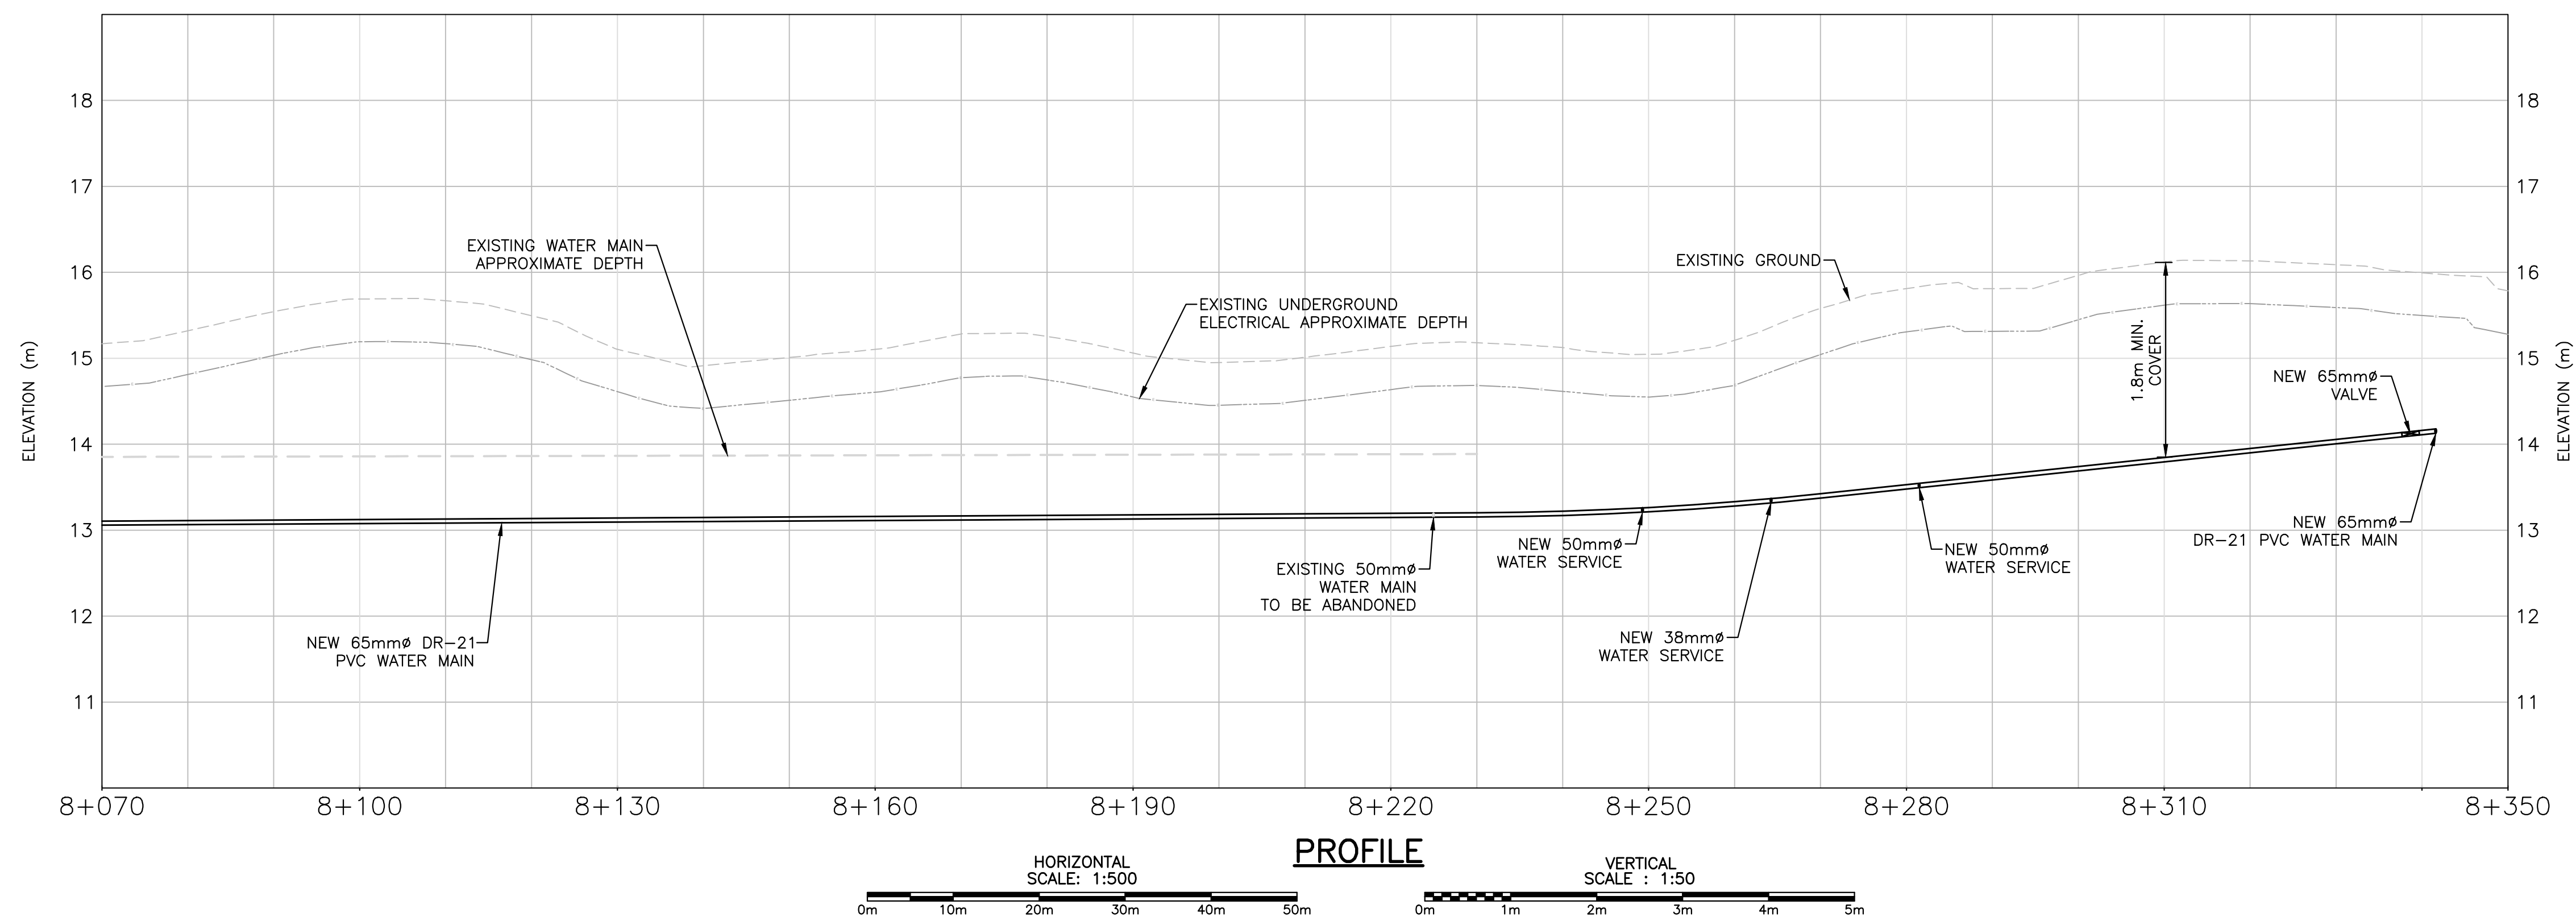 18
18
17
17
EXISTING WATER MAIN
APPROXIMATE DEPTH
EXISTING GROUND
16
16
EXISTING UNDERGROUND
ELECTRICAL APPROXIMATE DEPTH
1.8m MIN.
COVER
ELEVATION (m)
15
15
ELEVATION (m)
NEW 65mmø
VALVE
14
14
13
13
NEW 65mmø
DR-21 PVC WATER MAIN
NEW 50mmø
WATER SERVICE
NEW 50mmø
WATER SERVICE
EXISTING 50mmø
WATER MAIN
TO BE ABANDONED
12
12
NEW 65mmø DR-21
PVC WATER MAIN
NEW 38mmø
WATER SERVICE
11
11
8+070 8+100 8+130 8+160 8+190 8+220 8+250 8+280 8+310 8+350
PROFILE
HORIZONTAL
SCALE: 1:500
0m 10m 20m 30m 40m 50m
VERTICAL
SCALE : 1:50
0m 1m 2m 3m 4m 5m